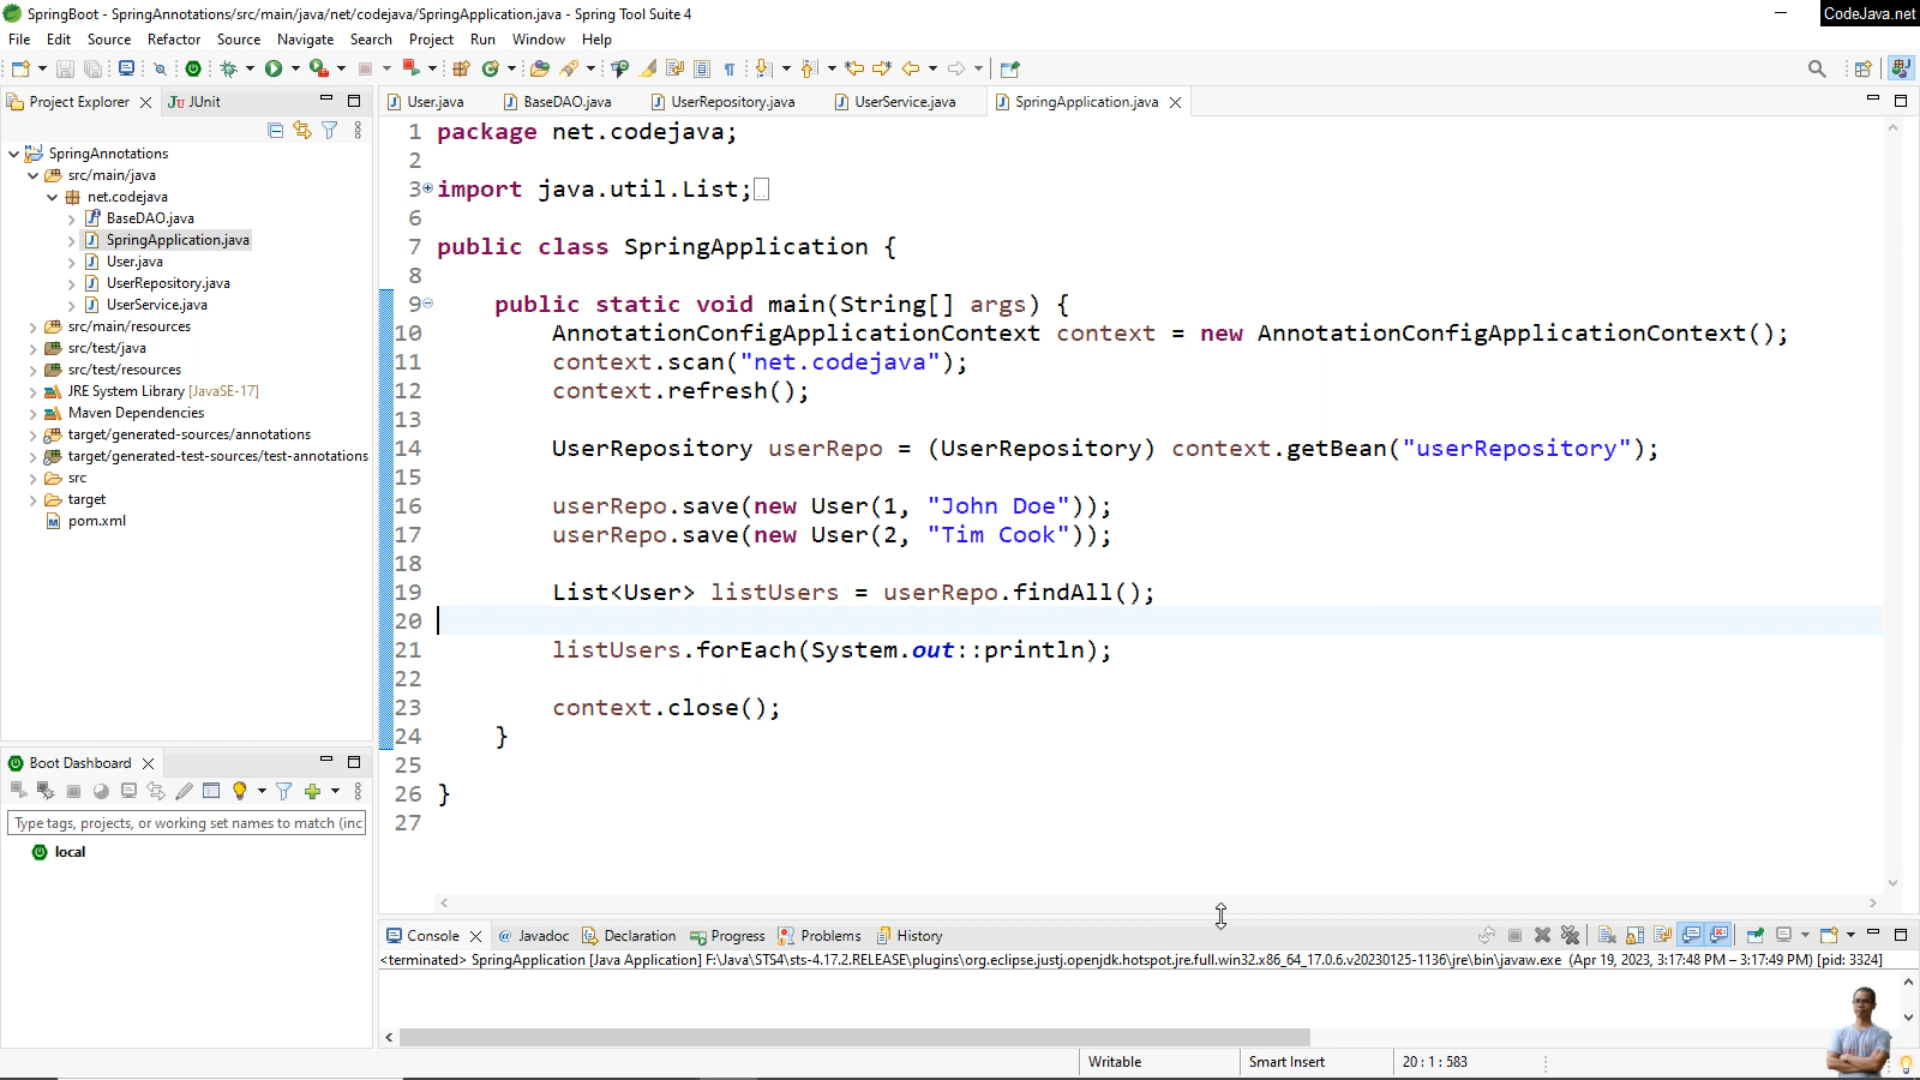 SpringBoot - SpringAnnotations/src/main/java/net/codejava/SpringApplication.java - Spring Tool Suite 4
CodeJava.net
File Edit Source Refactor Source Navigate Search Project Run Window Help
Project Explorer JUnit
User.java BaseDAO.java UserRepository.java UserService.java SpringApplication.java
SpringAnnotations
src/main/java
net.codejava
BaseDAO.java
SpringApplication.java
User.java
UserRepository.java
UserService.java
src/main/resources
src/test/java
src/test/resources
JRE System Library [JavaSE-17]
Maven Dependencies
target/generated-sources/annotations
target/generated-test-sources/test-annotations
src
target
pom.xml
Boot Dashboard
Type tags, projects, or working set names to match (inc
local
1 package net.codejava;
2
3 import java.util.List;
6
7 public class SpringApplication {
8
9 public static void main(String[] args) {
10 AnnotationConfigApplicationContext context = new AnnotationConfigApplicationContext();
11 context.scan("net.codejava");
12 context.refresh();
13
14 UserRepository userRepo = (UserRepository) context.getBean("userRepository");
15
16 userRepo.save(new User(1, "John Doe"));
17 userRepo.save(new User(2, "Tim Cook"));
18
19 List<User> listUsers = userRepo.findAll();
20
21 listUsers.forEach(System.out::println);
22
23 context.close();
24 }
25
26 }
27
Console Javadoc Declaration Progress Problems History
<terminated> SpringApplication [Java Application] F:\Java\STS4\sts-4.17.2.RELEASE\plugins\org.eclipse.justj.openjdk.hotspot.jre.full.win32.x86_64_17.0.6.v20230125-1136\jre\bin\javaw.exe (Apr 19, 2023, 3:17:48 PM – 3:17:49 PM) [pid: 3324]
Writable Smart Insert 20 : 1 : 583